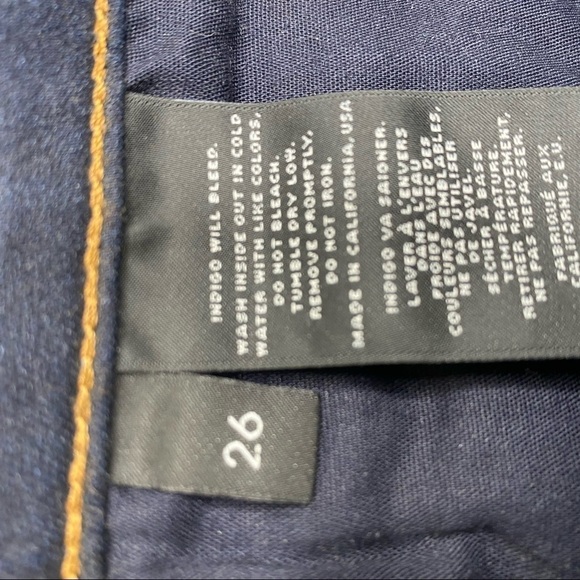 INDIGO WILL BLEED.
WASH INSIDE OUT IN COLD
WATER WITH LIKE COLORS,
DO NOT BLEACH.
TUMBLE DRY LOW.
REMOVE PROMPTLY,
DO NOT IRON.
MADE IN CALIFORNIA, USA
INDIGO VA SAIGNER.
LAVER À L'ENVERS
DANS L'EAU
FROIDE AVEC DES
COULEURS SEMBLABLES,
NE PAS UTILISER
DE JAVEL.
SÉCHER À BASSE
TEMPÉRATURE.
RETIRER RAPIDEMENT,
NE PAS REPASSER.
FABRIQUÉ AUX
CALIFORNIE, E.U.
26